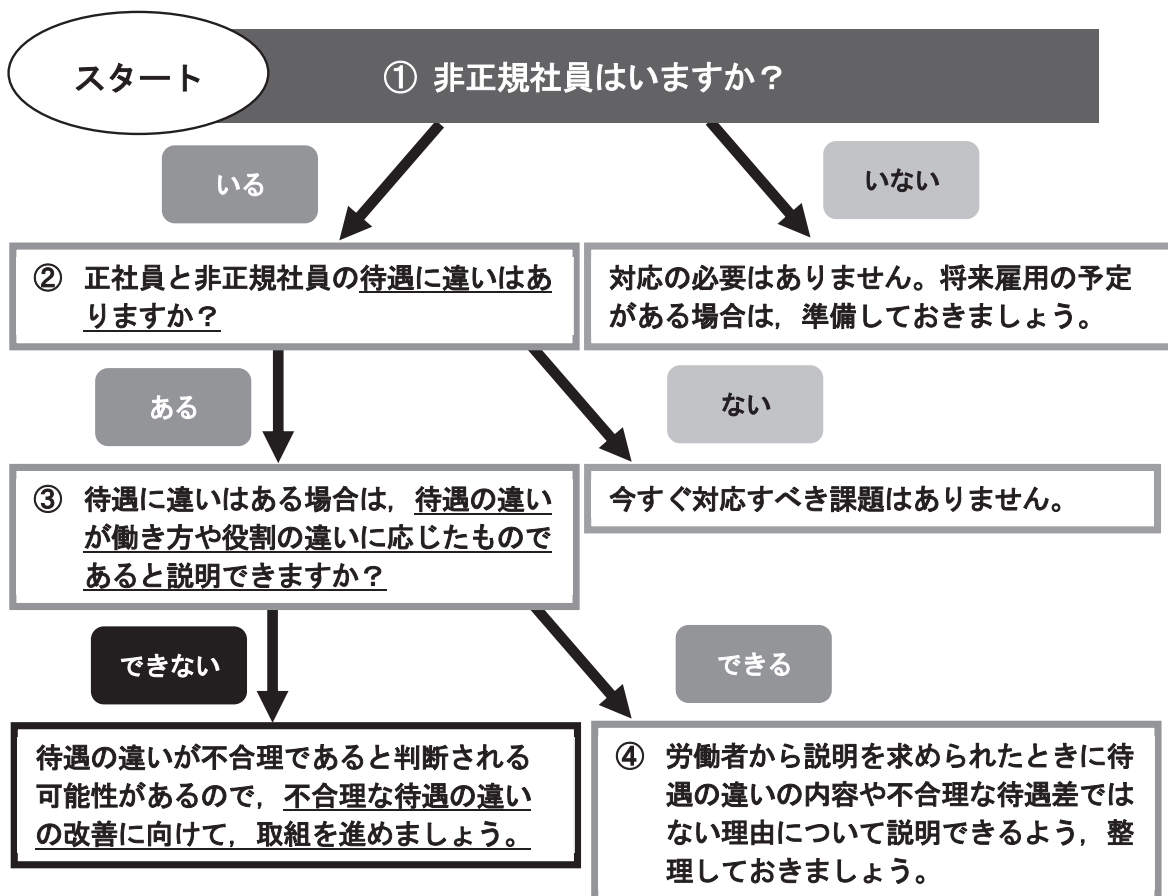 スタート
① 非正規社員はいますか？
いる
いない
② 正社員と非正規社員の待遇に違いはあ
りますか？
対応の必要はありません。将来雇用の予定
がある場合は，準備しておきましょう。
ある
ない
③ 待遇に違いはある場合は，待遇の違い
が働き方や役割の違いに応じたもので
あると説明できますか？
今すぐ対応すべき課題はありません。
できない
できる
待遇の違いが不合理であると判断される
可能性があるので，不合理な待遇の違い
の改善に向けて，取組を進めましょう。
④ 労働者から説明を求められたときに待
遇の違いの内容や不合理な待遇差では
ない理由について説明できるよう，整
理しておきましょう。